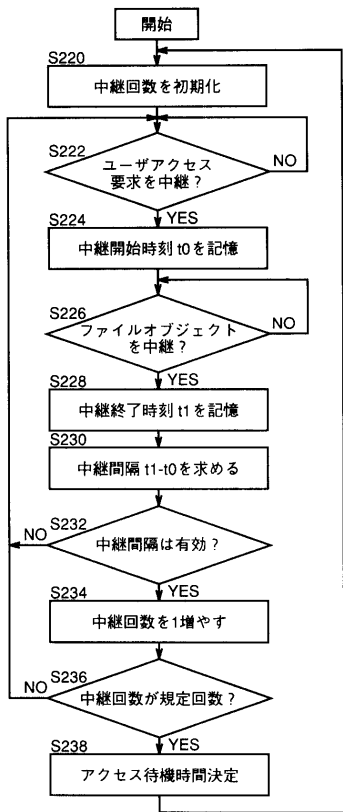 開始
S220
中継回数を初期化
S222
ユーザアクセス
要求を中継?
NO
YES
S224
中継開始時刻 t0を記憶
S226
ファイルオブジェクト
を中継?
NO
YES
S228
中継終了時刻 t1を記憶
S230
中継間隔 t1-t0を求める
S232
NO
中継間隔は有効?
YES
S234
中継回数を1増やす
S236
NO
中継回数が規定回数?
YES
S238
アクセス待機時間決定